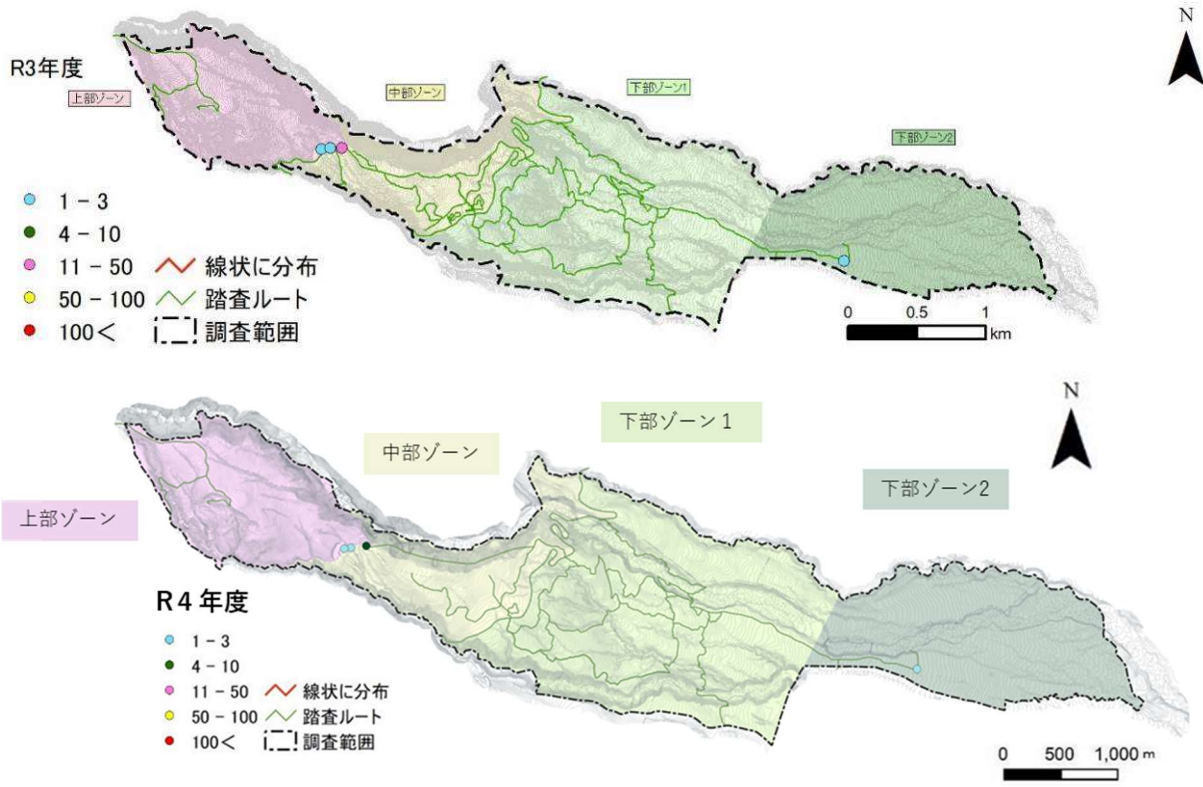 N
R3年度
上部ゾーン
中部ゾーン
下部ゾーン1
下部ゾーン2
1 - 3
4 - 10
11 - 50 線状に分布
50 - 100 踏査ルート
100< 調査範囲
0 0.5 1
km
N
下部ゾーン1
中部ゾーン
下部ゾーン2
上部ゾーン
R4年度
1 - 3
4 - 10
11 - 50 線状に分布
50 - 100 踏査ルート
100< 調査範囲
0 500 1,000 m